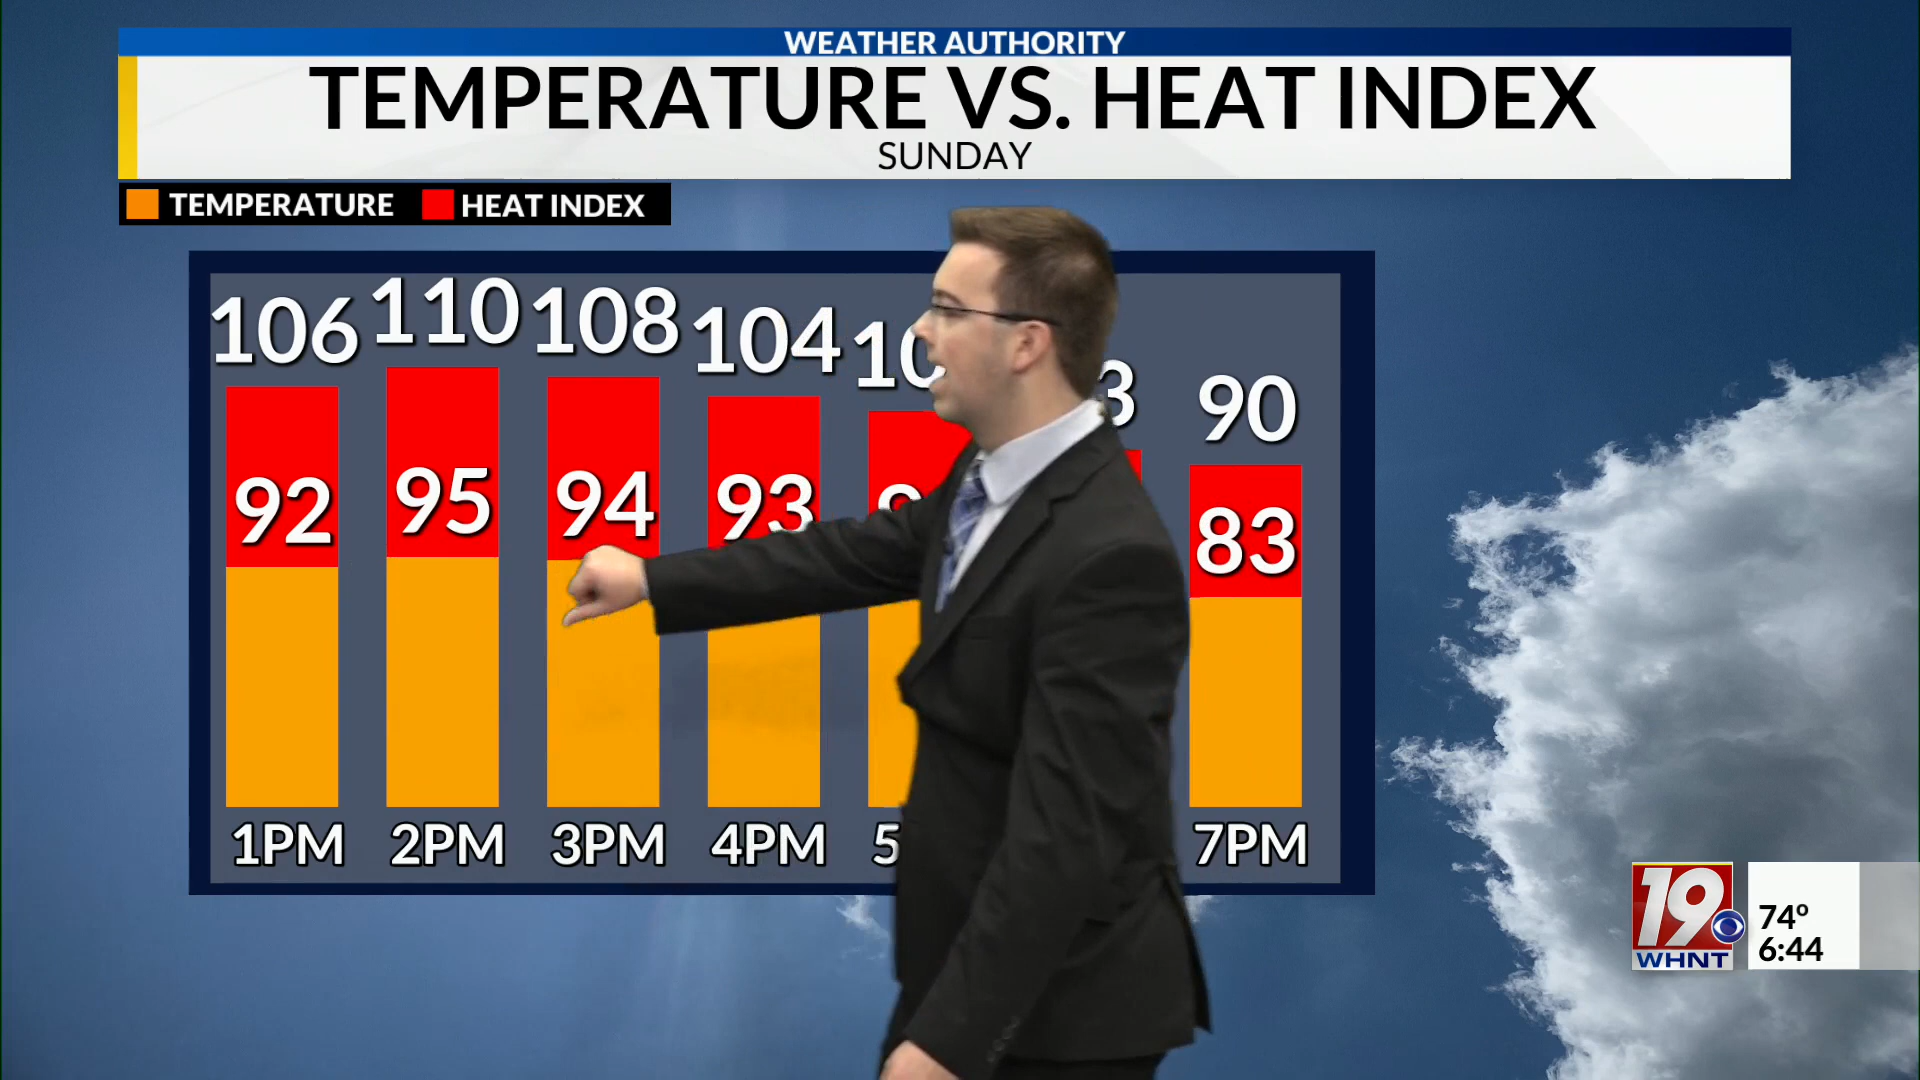 WEATHER AUTHORITY
TEMPERATURE VS. HEAT INDEX
SUNDAY
TEMPERATURE HEAT INDEX
106 110 108 104 90
92 95 94 93 83
1PM 2PM 3PM 4PM 7PM
19
WHNT
74º
6:44